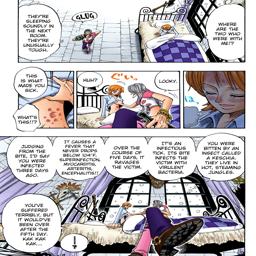 WHERE
ARE THE
TWO WHO
WERE WITH
ME!?
GLUG
THEY'RE
SLEEPING
SOUNDLY IN
THE NEXT
ROOM.
THEY'RE
UNUSUALLY
TOUGH.
LOOKY.
HUH?
THIS IS
WHAT
MADE YOU
SICK.
WHAT'S
THIS!?
YOU WERE
BITTEN BY AN
INSECT CALLED
A KESCHIA.
THEY LIVE
IN HOT,
STEAMING
JUNGLES.
IT'S AN
INFECTIOUS
TICK. ITS BITE
INFECTS THE
VICTIM WITH
VIRULENT
BACTERIA.
OVER THE
COURSE OF
FIVE DAYS, IT
RAVAGES
THE VICTIM.
IT CAUSES A
FEVER THAT
NEVER DROPS
BELOW 104°F,
SUPERINFECTION,
MYOCARDITIS,
ARTERITIS,
ENCEPHALITIS!!
JUDGING
FROM THE
BITE, I'D SAY
YOU WERE
INFECTED
THREE DAYS
AGO.
YOU'VE
SUFFERED
TERRIBLY, BUT
IT WOULD'VE
BEEN OVER
AFTER THE
FIFTH DAY.
KAK KAK
KAK...